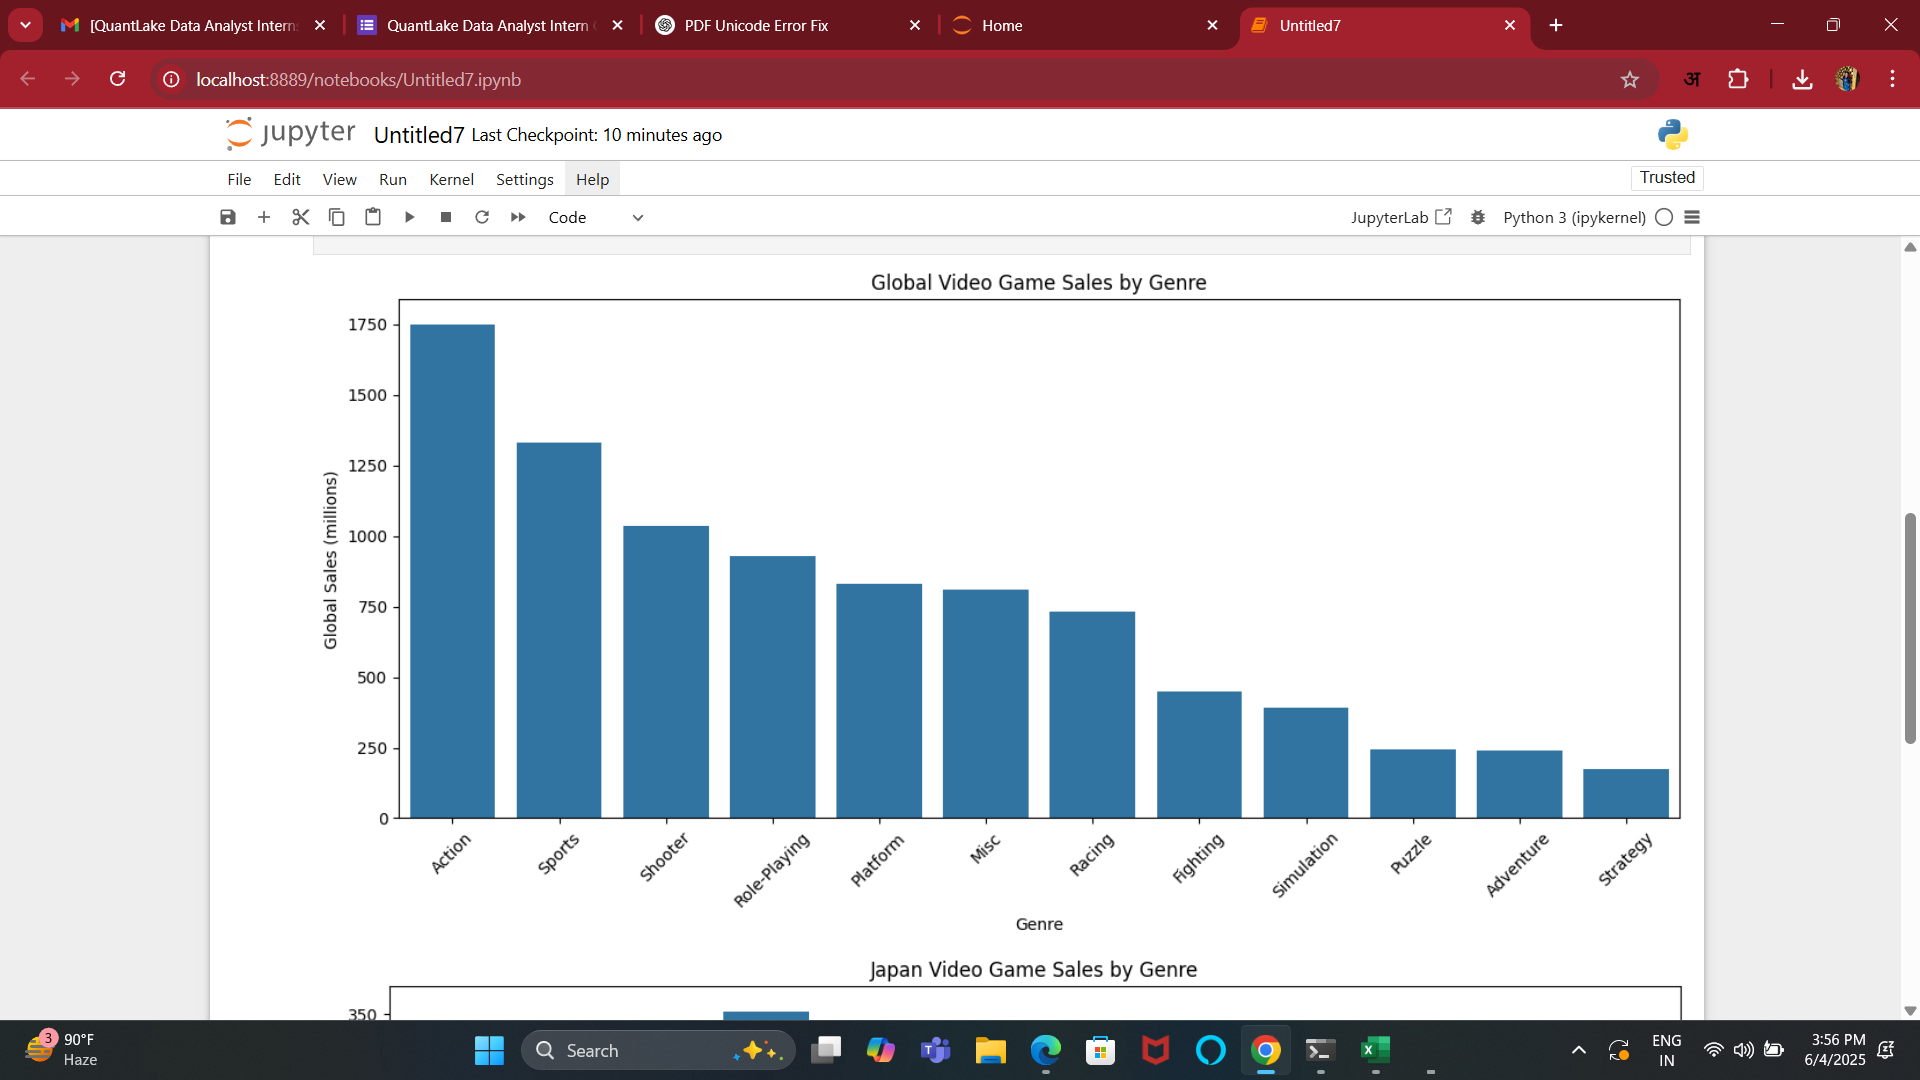 [QuantLake Data Analyst Intern
QuantLake Data Analyst Intern
PDF Unicode Error Fix
Home
Untitled7
localhost:8889/notebooks/Untitled7.ipynb
अ
jupyter
Untitled7 Last Checkpoint: 10 minutes ago
File Edit View Run Kernel Settings Help
Trusted
Code
JupyterLab
Python 3 (ipykernel)
Global Video Game Sales by Genre
Global Sales (millions)
1750
1500
1250
1000
750
500
250
0
Action
Sports
Shooter
Role-Playing
Platform
Misc
Racing
Fighting
Simulation
Puzzle
Adventure
Strategy
Genre
Japan Video Game Sales by Genre
350
3
90°F
Haze
Search
ENG
IN
3:56 PM
6/4/2025